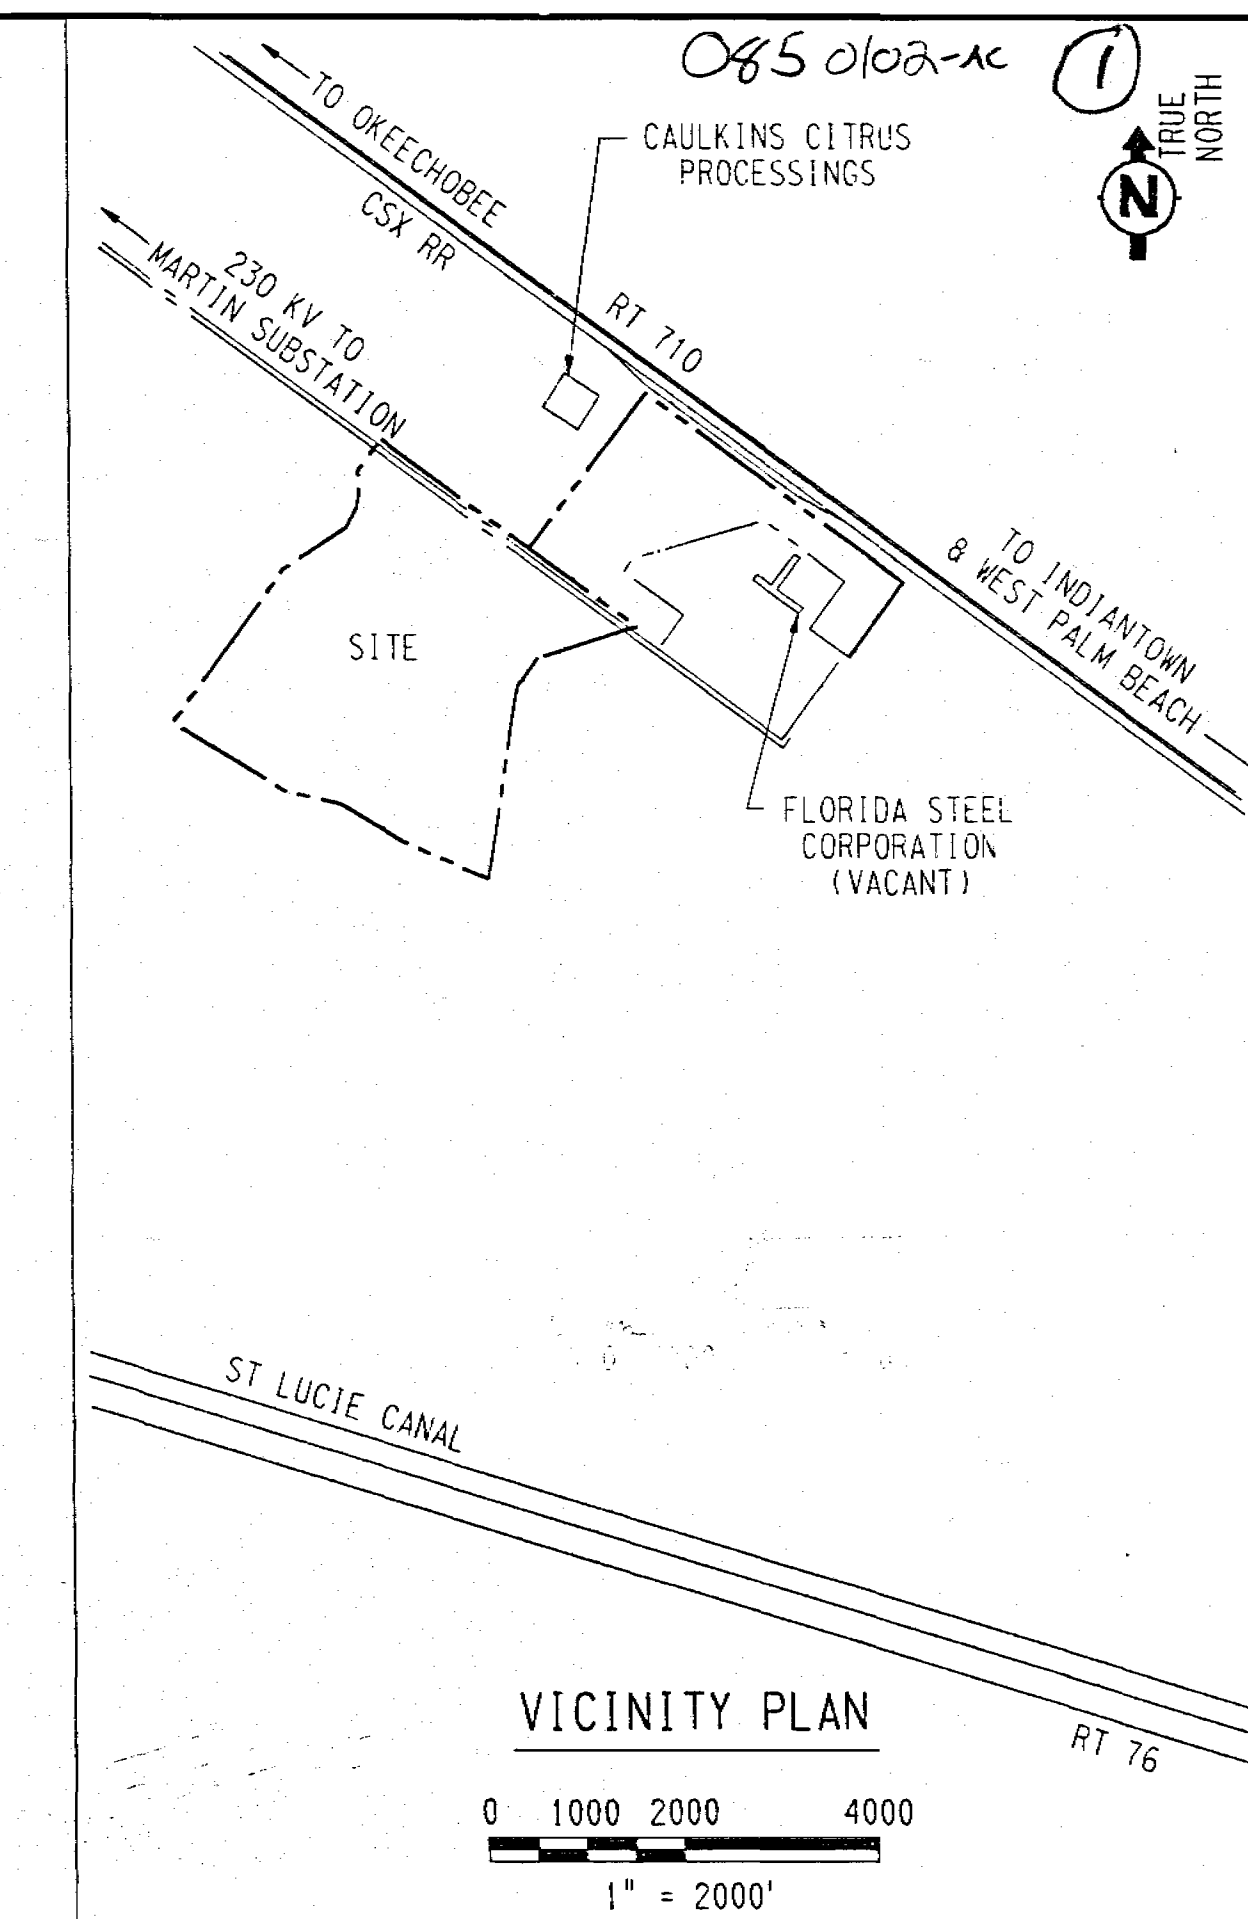 085 0102-AC 1
TRUE
NORTH
N
CAULKINS CITRUS
PROCESSINGS
TO OKEECHOBEE
CSX RR
230 KV TO
MARTIN SUBSTATION
RT 710
TO INDIANTOWN
& WEST PALM BEACH
SITE
FLORIDA STEEL
CORPORATION
(VACANT)
ST LUCIE CANAL
RT 76
VICINITY PLAN
0 1000 2000 4000
1" = 2000'